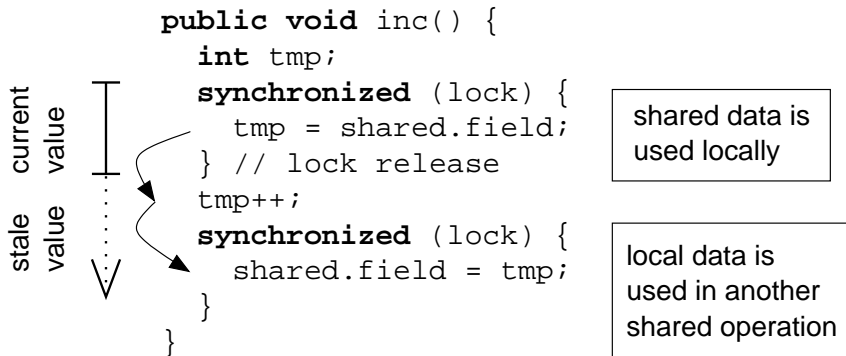 public void inc() {
int tmp;
synchronized (lock) {
tmp = shared.field;
} // lock release
tmp++;
synchronized (lock) {
shared.field = tmp;
}
}
current
value
stale
value
shared data is
used locally
local data is
used in another
shared operation